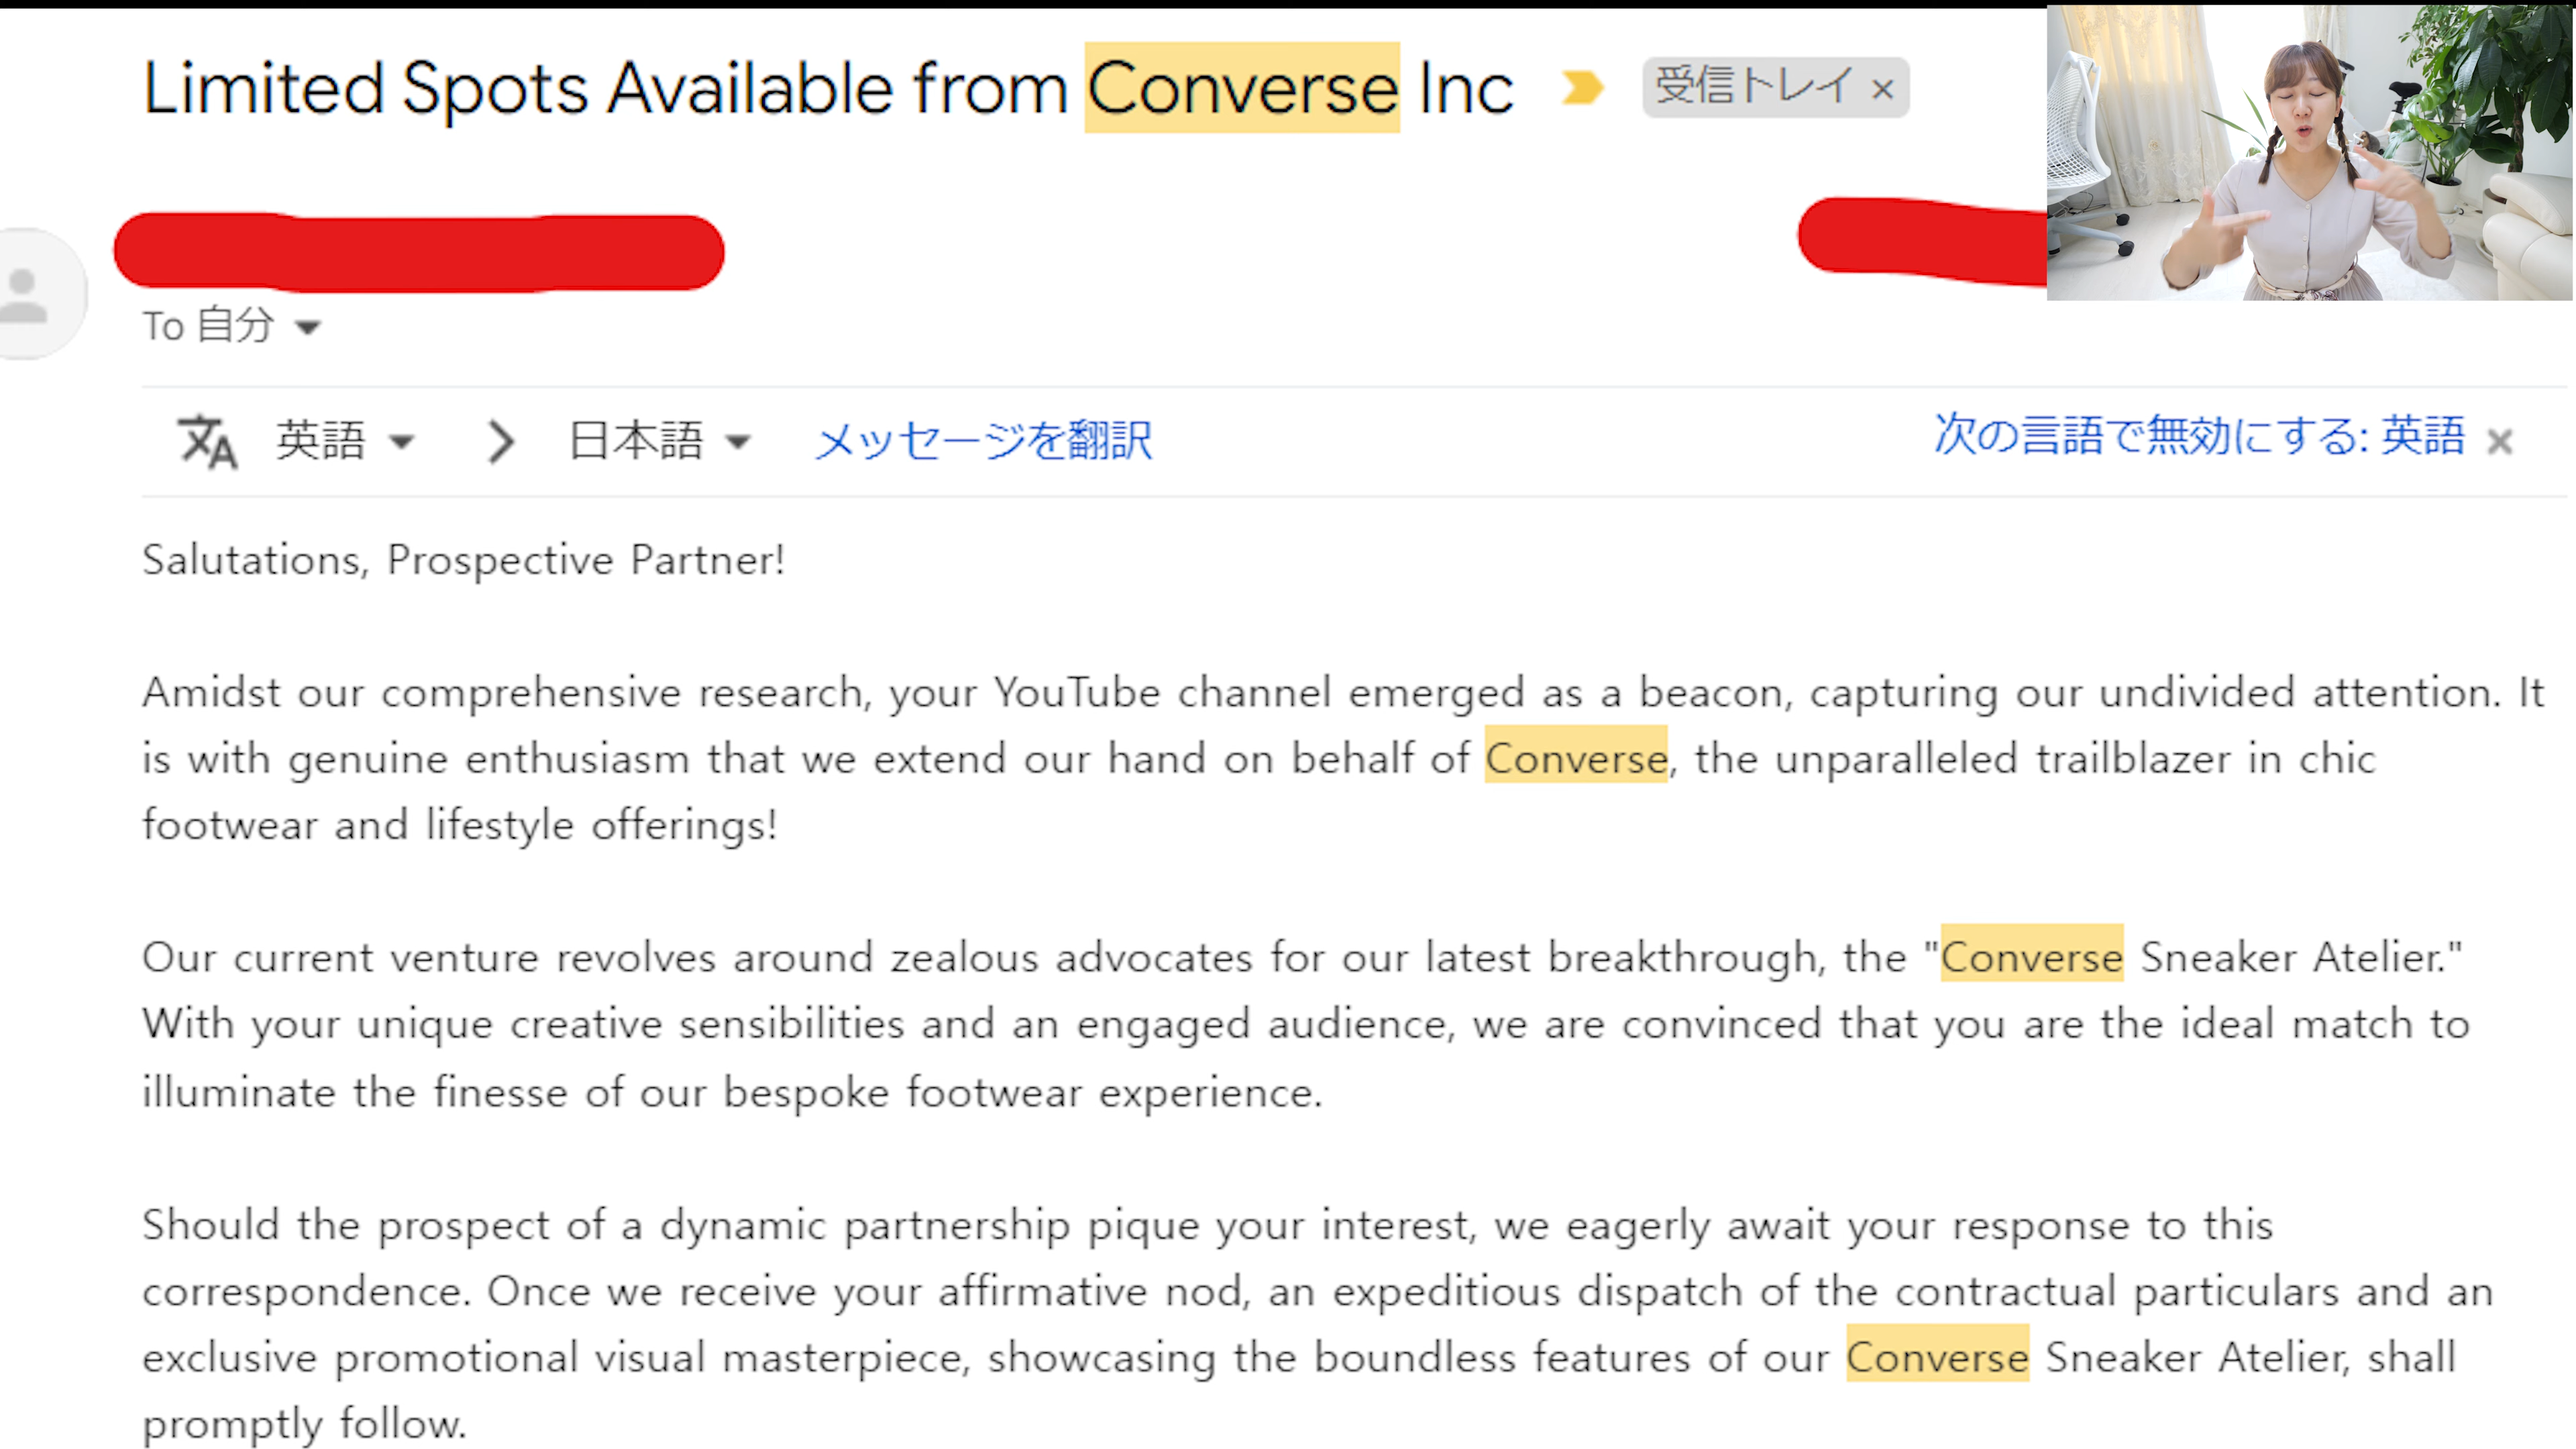 Limited Spots Available from Converse Inc 受信トレイ ×
To 自分
英語 日本語 メッセージを翻訳 次の言語で無効にする: 英語 ×
Salutations, Prospective Partner!
Amidst our comprehensive research, your YouTube channel emerged as a beacon, capturing our undivided attention. It
is with genuine enthusiasm that we extend our hand on behalf of Converse, the unparalleled trailblazer in chic
footwear and lifestyle offerings!
Our current venture revolves around zealous advocates for our latest breakthrough, the "Converse Sneaker Atelier."
With your unique creative sensibilities and an engaged audience, we are convinced that you are the ideal match to
illuminate the finesse of our bespoke footwear experience.
Should the prospect of a dynamic partnership pique your interest, we eagerly await your response to this
correspondence. Once we receive your affirmative nod, an expeditious dispatch of the contractual particulars and an
exclusive promotional visual masterpiece, showcasing the boundless features of our Converse Sneaker Atelier, shall
promptly follow.